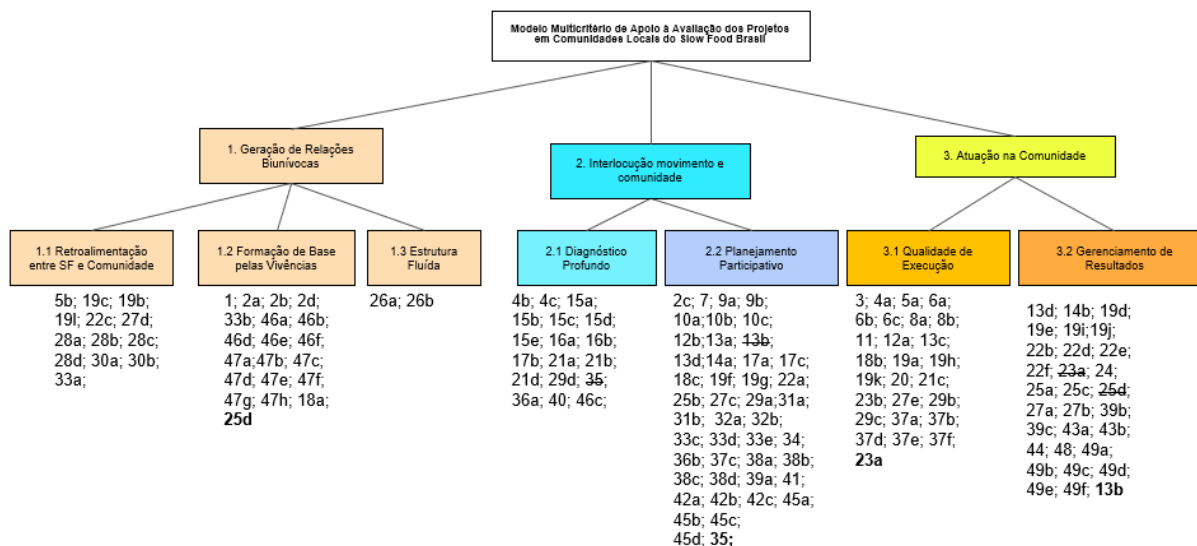 Modelo Multicritério de Apoio à Avaliação dos Projetos
em Comunidades Locais do Slow Food Brasil
1. Geração de Relações
Biunívocas
2. Interlocução movimento e
comunidade
3. Atuação na Comunidade
1.1 Retroalimentação
entre SF e Comunidade
1.2 Formação de Base
pelas Vivências
1.3 Estrutura
Fluída
2.1 Diagnóstico
Profundo
2.2 Planejamento
Participativo
3.1 Qualidade de
Execução
3.2 Gerenciamento de
Resultados
5b; 19c; 19b;
19l; 22c; 27d;
28a; 28b; 28c;
28d; 30a; 30b;
33a;
1; 2a; 2b; 2d;
33b; 46a; 46b;
46d; 46e; 46f;
47a;47b; 47c;
47d; 47e; 47f;
47g; 47h; 18a;
25d
26a; 26b
4b; 4c; 15a;
15b; 15c; 15d;
15e; 16a; 16b;
17b; 21a; 21b;
21d; 29d; 35;
36a; 40; 46c;
2c; 7; 9a; 9b;
10a;10b; 10c;
12b;13a; 13b;
13d;14a; 17a; 17c;
18c; 19f; 19g; 22a;
25b; 27c; 29a;31a;
31b; 32a; 32b;
33c; 33d; 33e; 34;
36b; 37c; 38a; 38b;
38c; 38d; 39a; 41;
42a; 42b; 42c; 45a;
45b; 45c;
45d; 35;
3; 4a; 5a; 6a;
6b; 6c; 8a; 8b;
11; 12a; 13c;
18b; 19a; 19h;
19k; 20; 21c;
23b; 27e; 29b;
29c; 37a; 37b;
37d; 37e; 37f;
23a
13d; 14b; 19d;
19e; 19i;19j;
22b; 22d; 22e;
22f; 23a; 24;
25a; 25c; 25d;
27a; 27b; 39b;
39c; 43a; 43b;
44; 48; 49a;
49b; 49c; 49d;
49e; 49f; 13b